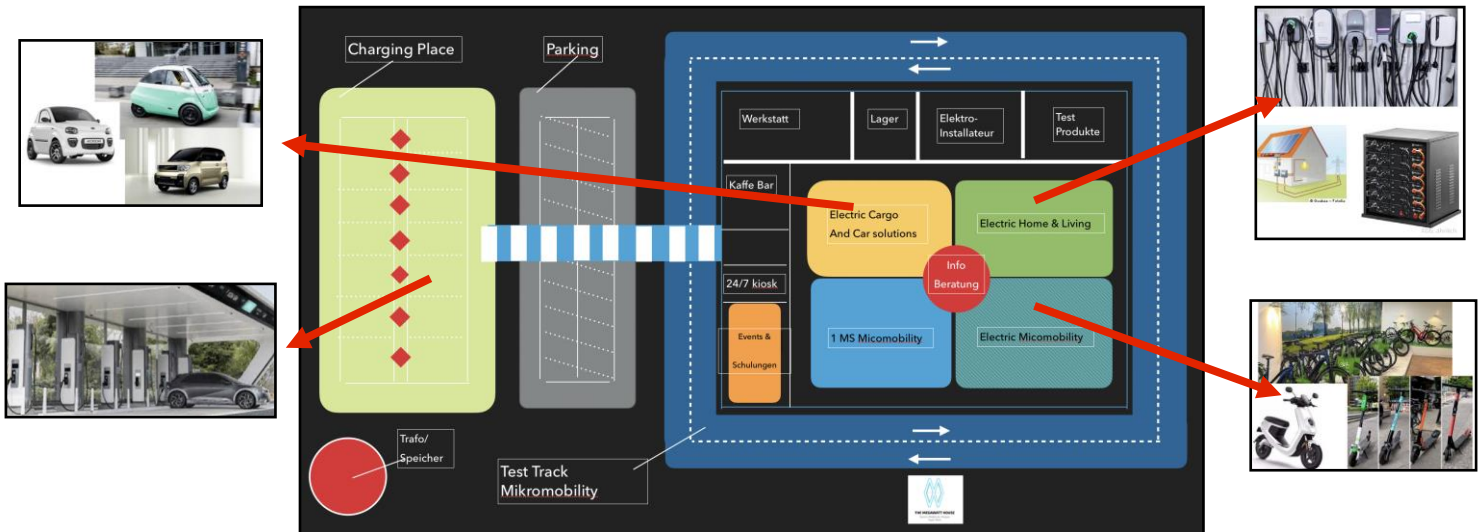 Charging Place
Parking
Werkstatt
Lager
Elektro-
Installateur
Test
Produkte
Kaffe Bar
Electric Cargo
And Car solutions
Electric Home & Living
Info
Beratung
24/7 kiosk
Events &
Schulungen
1 MS Micomobility
Electric Micomobility
Trafo/
Speicher
Test Track
Mikromobility
THE MEGAWATT HOUSE